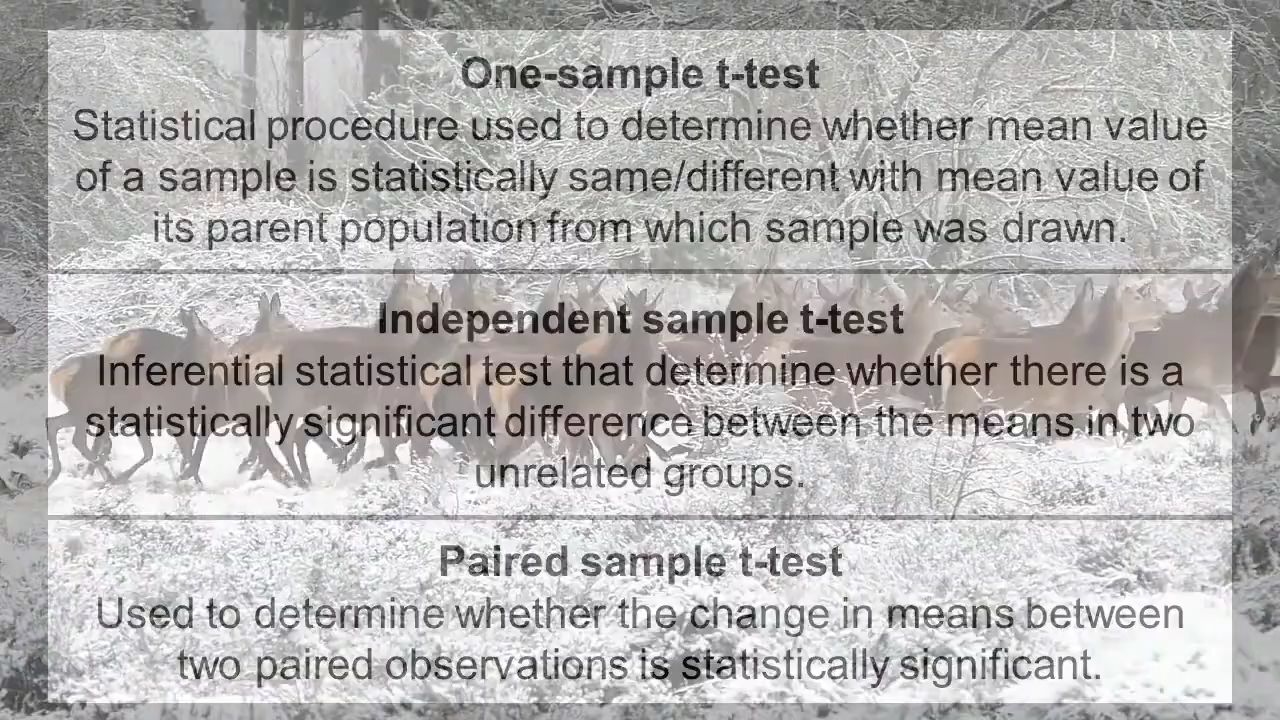 One-sample t-test
Statistical procedure used to determine whether mean value
of a sample is statistically same/different with mean value of
its parent population from which sample was drawn.
Independent sample t-test
Inferential statistical test that determine whether there is a
statistically significant difference between the means in two
unrelated groups.
Paired sample t-test
Used to determine whether the change in means between
two paired observations is statistically significant.